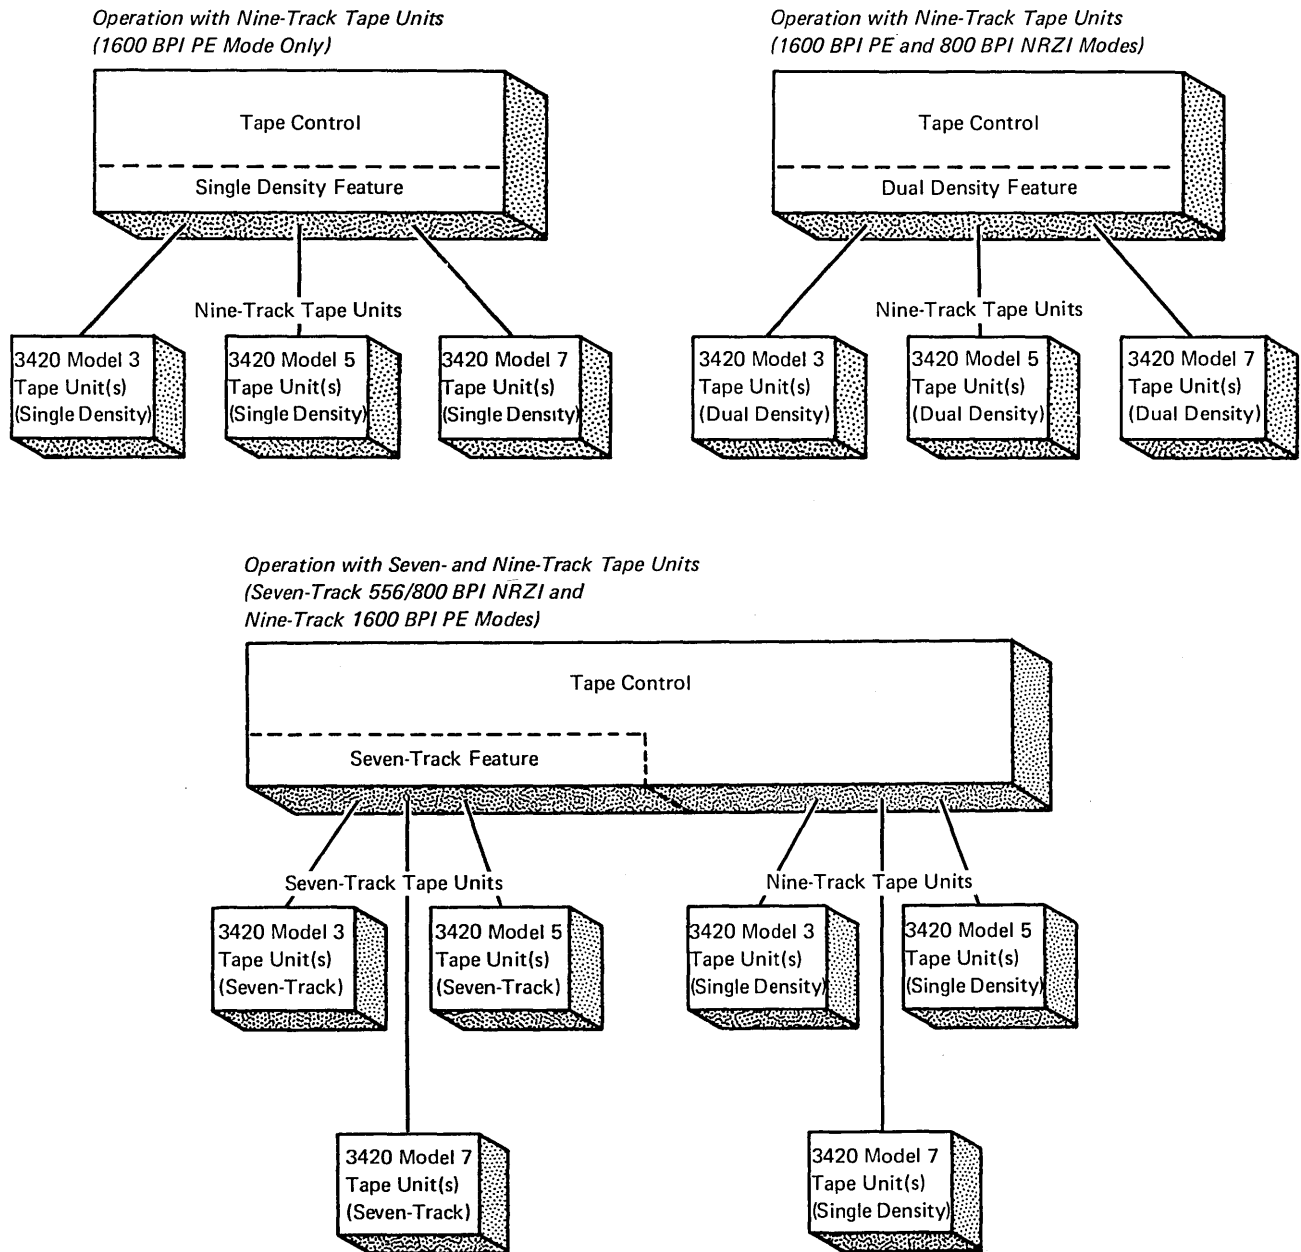 Operation with Nine-Track Tape Units
(1600 BPI PE Mode Only)
Tape Control
Single Density Feature
Nine-Track Tape Units
3420 Model 3
Tape Unit(s)
(Single Density)
3420 Model 5
Tape Unit(s)
(Single Density)
3420 Model 7
Tape Unit(s)
(Single Density)
Operation with Nine-Track Tape Units
(1600 BPI PE and 800 BPI NRZI Modes)
Tape Control
Dual Density Feature
Nine-Track Tape Units
3420 Model 3
Tape Unit(s)
(Dual Density)
3420 Model 5
Tape Unit(s)
(Dual Density)
3420 Model 7
Tape Unit(s)
(Dual Density)
Operation with Seven- and Nine-Track Tape Units
(Seven-Track 556/800 BPI NRZI and
Nine-Track 1600 BPI PE Modes)
Tape Control
Seven-Track Feature
Seven-Track Tape Units
3420 Model 3
Tape Unit(s)
(Seven-Track)
3420 Model 5
Tape Unit(s)
(Seven-Track)
3420 Model 7
Tape Unit(s)
(Seven-Track)
Nine-Track Tape Units
3420 Model 3
Tape Unit(s)
(Single Density)
3420 Model 5
Tape Unit(s)
(Single Density)
3420 Model 7
Tape Unit(s)
(Single Density)